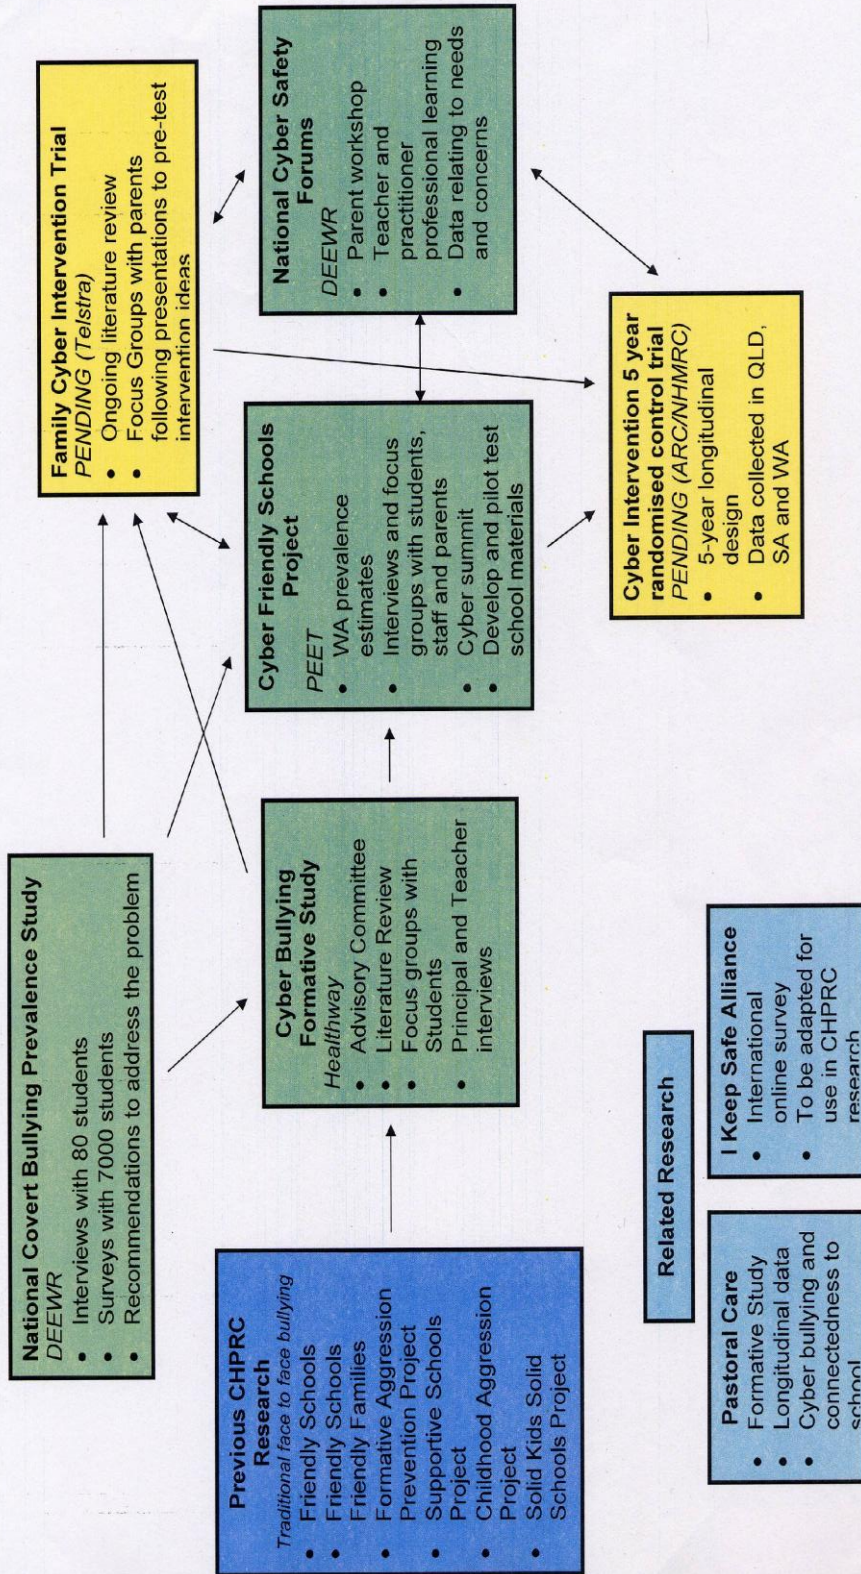 National Covert Bullying Prevalence Study
DEEWR
• Interviews with 80 students
• Surveys with 7000 students
• Recommendations to address the problem
Family Cyber Intervention Trial
PENDING (Telstra)
• Ongoing literature review
• Focus Groups with parents
following presentations to pre-test
intervention ideas
Previous CHPRC
Research
Traditional face to face bullying
• Friendly Schools
• Friendly Schools
Friendly Families
• Formative Aggression
Prevention Project
• Supportive Schools
Project
• Childhood Aggression
Project
• Solid Kids Solid
Schools Project
Cyber Bullying
Formative Study
Healthway
• Advisory Committee
• Literature Review
• Focus groups with
Students
• Principal and Teacher
interviews
Cyber Friendly Schools
Project
PEET
• WA prevalence
estimates
• Interviews and focus
groups with students,
staff and parents
• Cyber summit
• Develop and pilot test
school materials
National Cyber Safety
Forums
DEEWR
• Parent workshop
• Teacher and
practitioner
professional learning
• Data relating to needs
and concerns
Cyber Intervention 5 year
randomised control trial
PENDING (ARC/NHMRC)
• 5-year longitudinal
design
• Data collected in QLD,
SA and WA
Related Research
Pastoral Care
• Formative Study
• Longitudinal data
• Cyber bullying and
connectedness to
school
I Keep Safe Alliance
• International
online survey
• To be adapted for
use in CHPRC
research